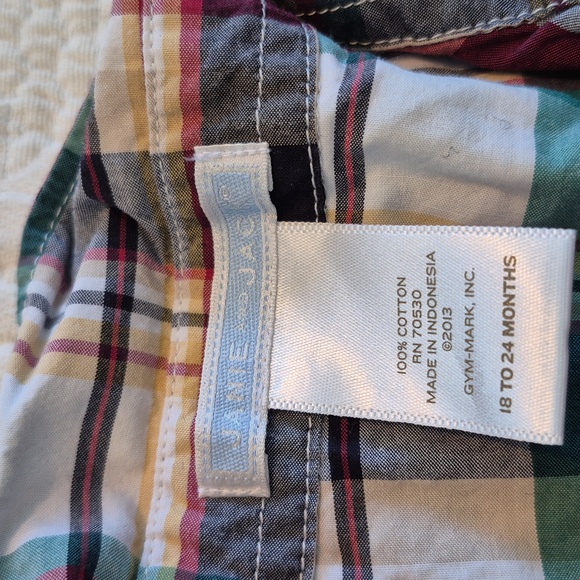 JANIE AND JACK®
100% COTTON
RN 70530
MADE IN INDONESIA
©2013
GYM-MARK, INC.
18 TO 24 MONTHS